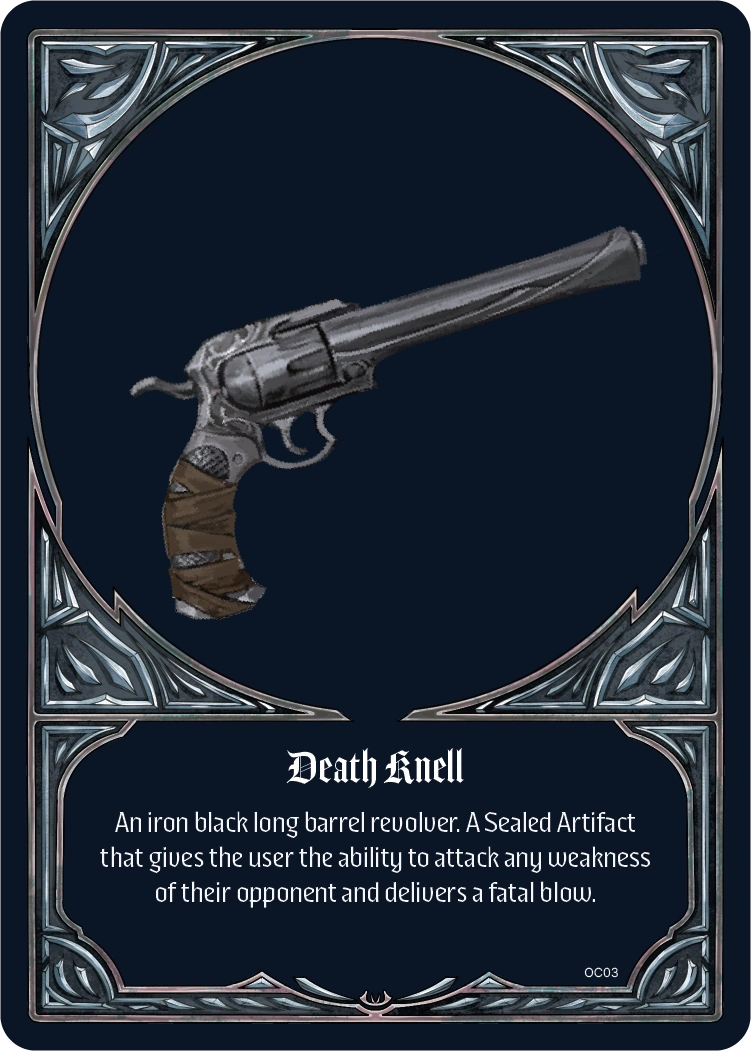 Death Knell
An iron black long barrel revolver. A Sealed Artifact
that gives the user the ability to attack any weakness
of their opponent and delivers a fatal blow.
OC03